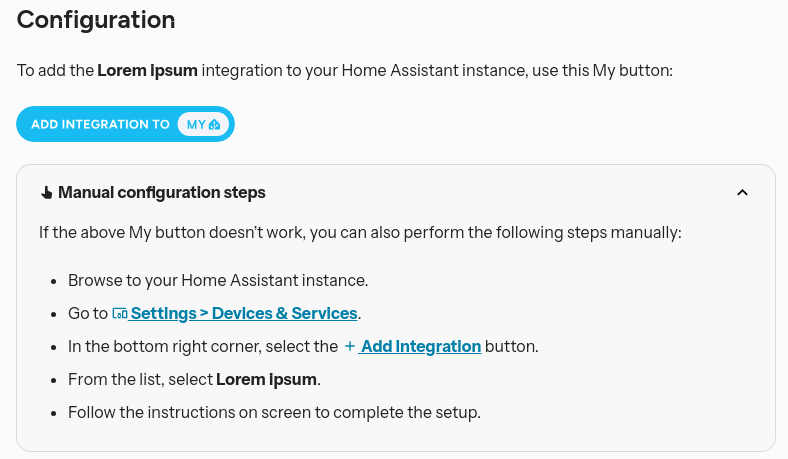 Configuration
To add the Lorem Ipsum integration to your Home Assistant instance, use this My button:
ADD INTEGRATION TO MY
Manual configuration steps
If the above My button doesn’t work, you can also perform the following steps manually:
Browse to your Home Assistant instance.
Go to Settings > Devices & Services.
In the bottom right corner, select the + Add Integration button.
From the list, select Lorem Ipsum.
Follow the instructions on screen to complete the setup.